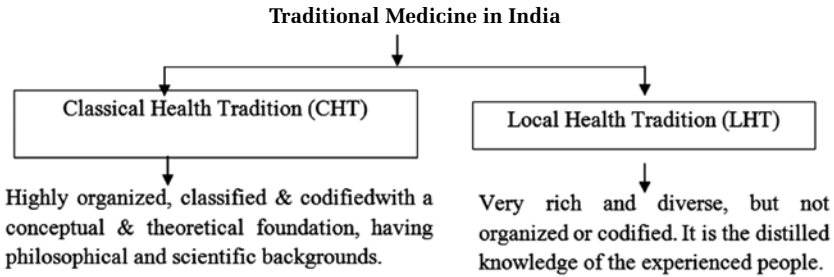 Traditional Medicine in India
Classical Health Tradition (CHT)
Local Health Tradition (LHT)
Highly organized, classified & codifiedwith a
conceptual & theoretical foundation, having
philosophical and scientific backgrounds.
Very rich and diverse, but not
organized or codified. It is the distilled
knowledge of the experienced people.